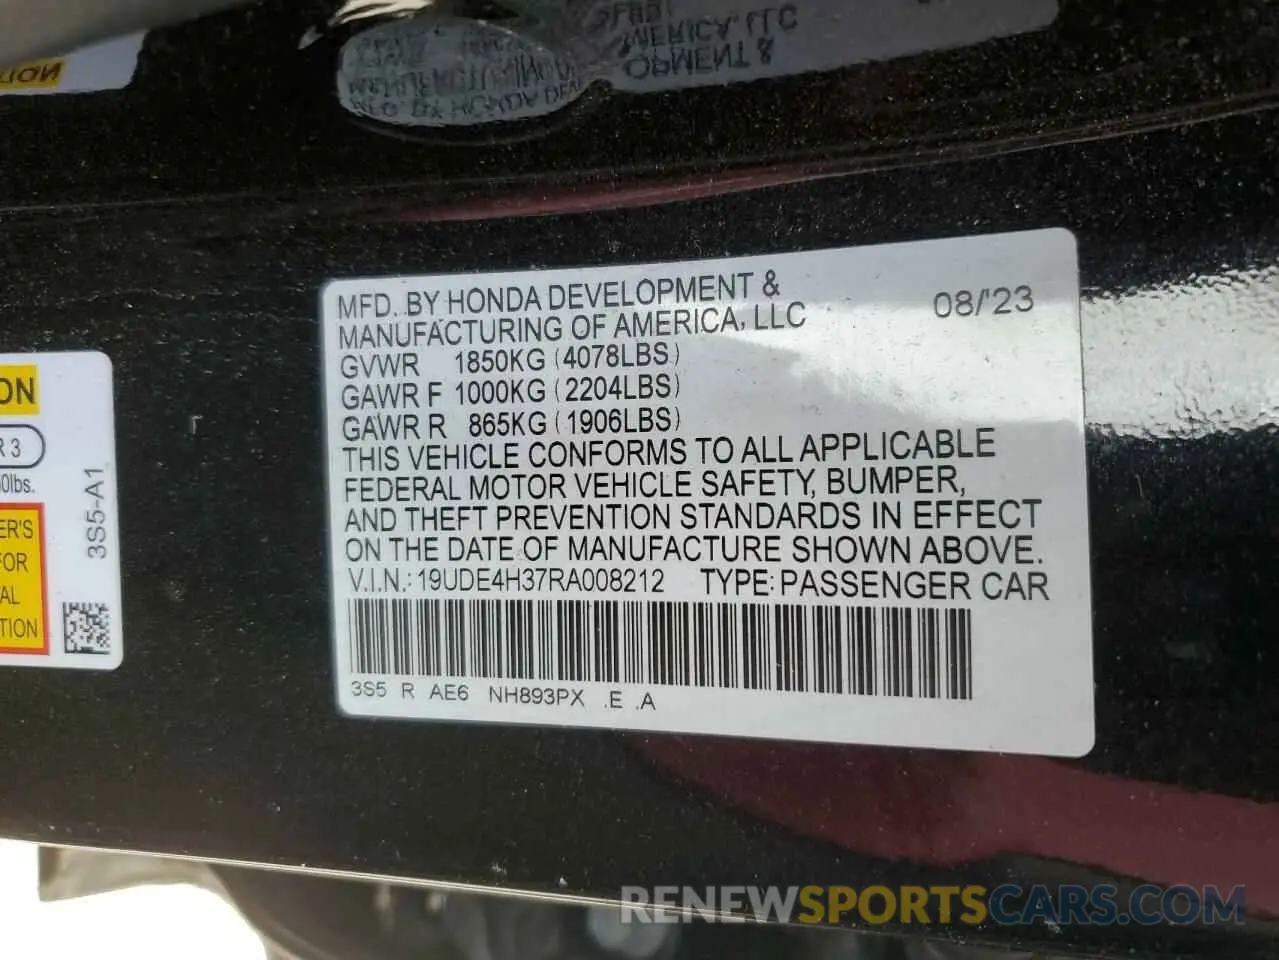 MFD. BY HONDA DEVELOPMENT &
MANUFACTURING OF AMERICA, LLC
08/'23
GVWR 1850KG (4078LBS)
GAWR F 1000KG (2204LBS)
GAWR R 865KG (1906LBS)
THIS VEHICLE CONFORMS TO ALL APPLICABLE
FEDERAL MOTOR VEHICLE SAFETY, BUMPER,
AND THEFT PREVENTION STANDARDS IN EFFECT
ON THE DATE OF MANUFACTURE SHOWN ABOVE.
V.I.N.: 19UDE4H37RA008212 TYPE: PASSENGER CAR
3S5 R AE6 NH893PX .E .A
3S5-A1
RENEWSPORTSCARS.COM